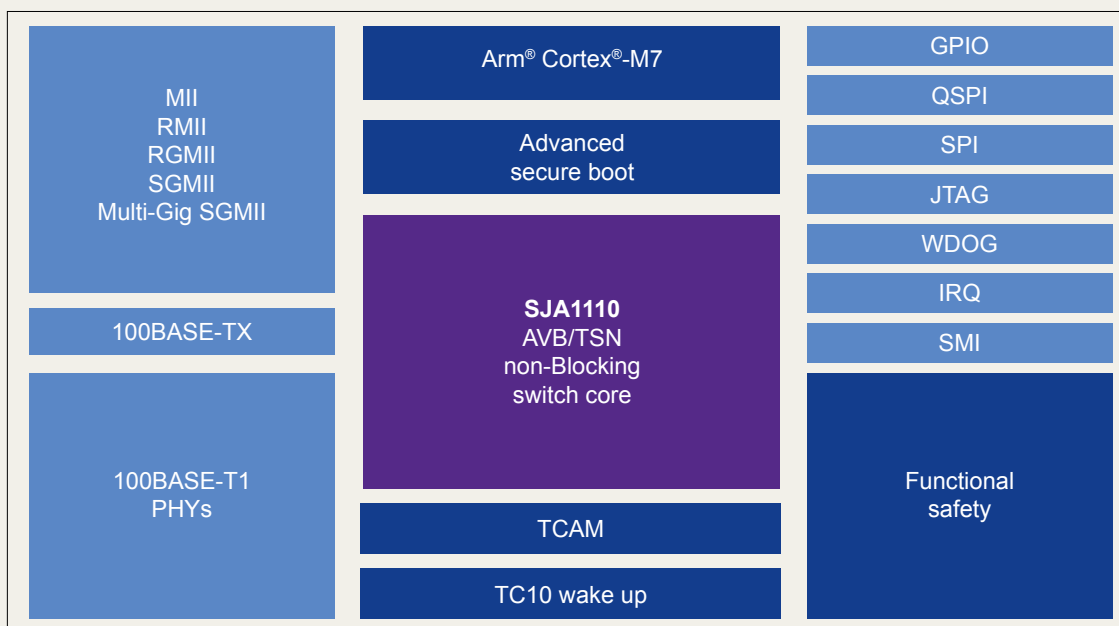 MII
RMII
RGMII
SGMII
Multi-Gig SGMII
100BASE-TX
100BASE-T1
PHYs
Arm® Cortex®-M7
Advanced
secure boot
SJA1110
AVB/TSN
non-Blocking
switch core
TCAM
TC10 wake up
GPIO
QSPI
SPI
JTAG
WDOG
IRQ
SMI
Functional
safety